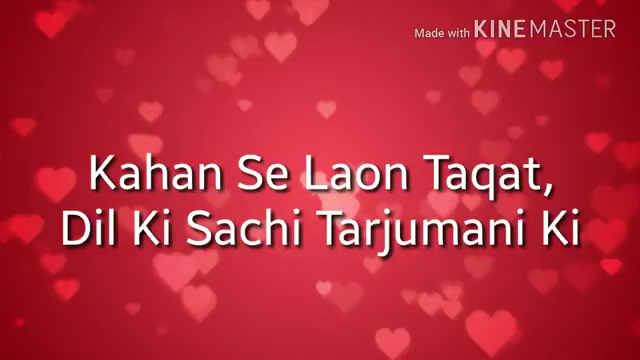 Made with KINEMASTER
Kahan Se Laon Taqat,
Dil Ki Sachi Tarjumani Ki